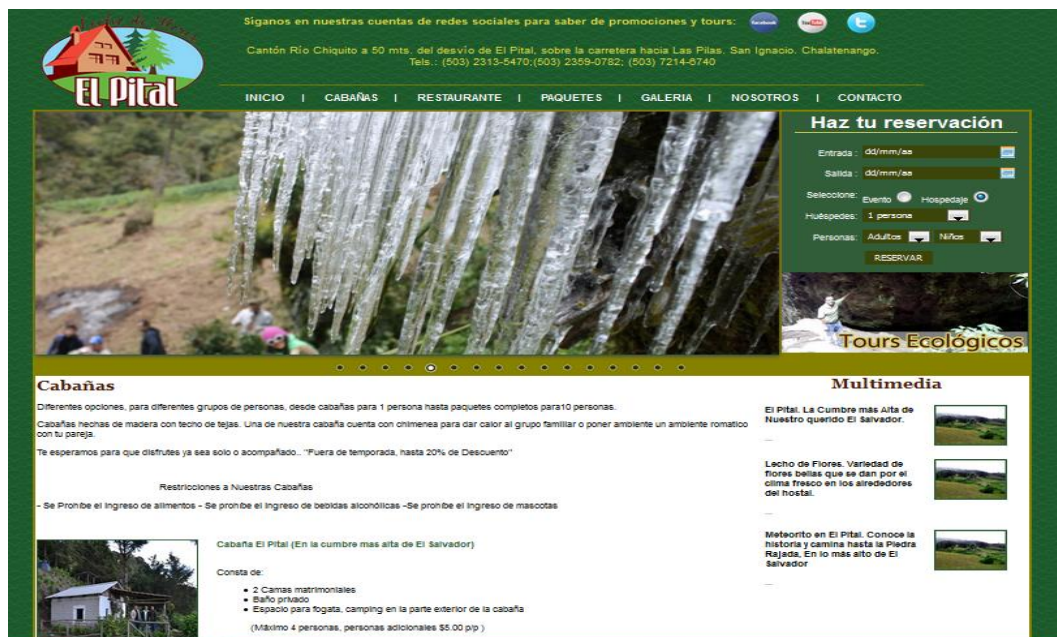 Siganos en nuestras cuentas de redes sociales para saber de promociones y tours:
facebook
You Tube
Cantón Río Chiquito a 50 mts. del desvío de El Pital, sobre la carretera hacia Las Pilas. San Ignacio. Chalatenango.
Tels.: (503) 2313-5470;(503) 2359-0782; (503) 7214-6740
El Pital
INICIO | CABAÑAS | RESTAURANTE | PAQUETES | GALERIA | NOSOTROS | CONTACTO
Haz tu reservación
Entrada : dd/mm/aa
Salida : dd/mm/aa
Seleccione: Evento Hospedaje
Huéspedes: 1 persona
Personas: Adultos Niños
RESERVAR
Tours Ecológicos
Cabañas
Diferentes opciones, para diferentes grupos de personas, desde cabañas para 1 persona hasta paquetes completos para10 personas.
Cabañas hechas de madera con techo de tejas. Una de nuestra cabaña cuenta con chimenea para dar calor al grupo familiar o poner ambiente un ambiente romatico
con tu pareja.
Te esperamos para que disfrutes ya sea solo o acompañado.. "Fuera de temporada, hasta 20% de Descuento"
Restricciones a Nuestras Cabañas
- Se Prohíbe el ingreso de alimentos - Se prohíbe el ingreso de bebidas alcohólicas -Se prohíbe el ingreso de mascotas
Cabaña El Pital (En la cumbre mas alta de El Salvador)
Consta de:
• 2 Camas matrimoniales
• Baño privado
• Espacio para fogata, camping en la parte exterior de la cabaña
(Máximo 4 personas, personas adicionales $5.00 p/p )
Multimedia
El Pital. La Cumbre más Alta de
Nuestro querido El Salvador.
...
Lecho de Flores. Variedad de
flores bellas que se dan por el
clima fresco en los alrededores
del hostal.
...
Meteorito en El Pital. Conoce la
historia y camina hasta la Piedra
Rajada, En lo más alto de El
Salvador
...